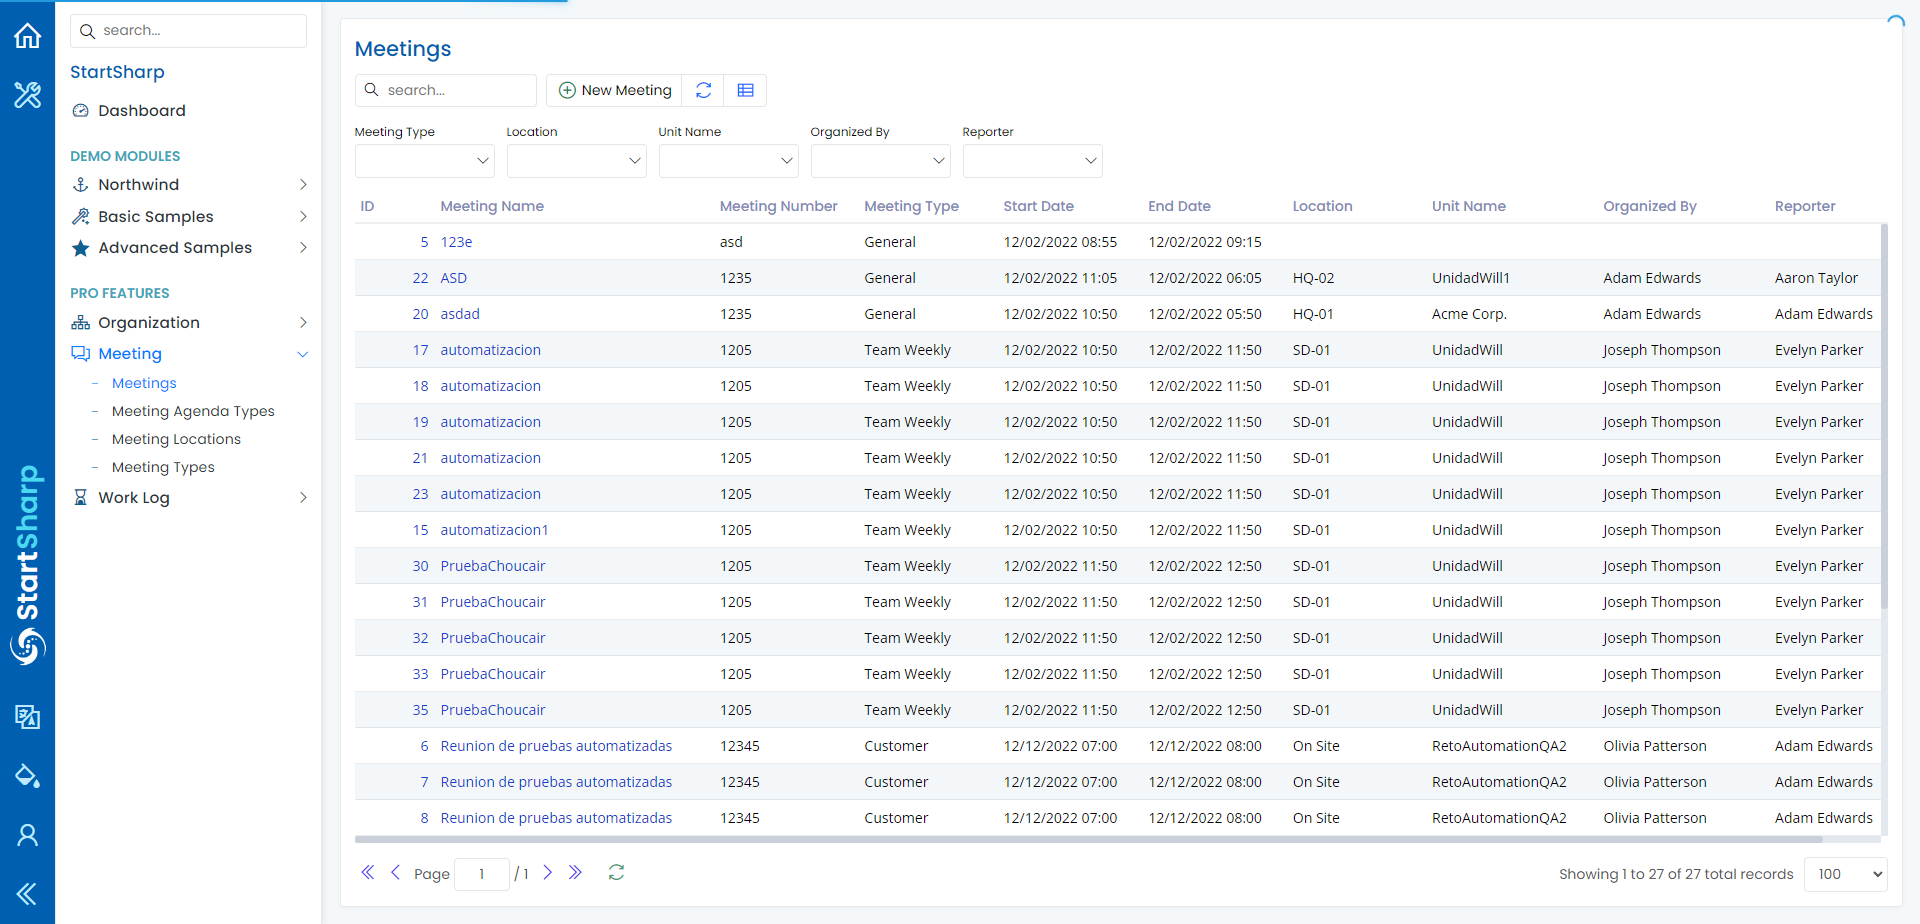 search...
StartSharp
Dashboard
DEMO MODULES
Northwind
Basic Samples
Advanced Samples
PRO FEATURES
Organization
Meeting
Meetings
Meeting Agenda Types
Meeting Locations
Meeting Types
Work Log
StartSharp
Meetings
search...
New Meeting
Meeting Type Location Unit Name Organized By Reporter
ID Meeting Name Meeting Number Meeting Type Start Date End Date Location Unit Name Organized By Reporter
5 123e asd General 12/02/2022 08:55 12/02/2022 09:15
22 ASD 1235 General 12/02/2022 11:05 12/02/2022 06:05 HQ-02 UnidadWill1 Adam Edwards Aaron Taylor
20 asdad 1235 General 12/02/2022 10:50 12/02/2022 05:50 HQ-01 Acme Corp. Adam Edwards Adam Edwards
17 automatizacion 1205 Team Weekly 12/02/2022 10:50 12/02/2022 11:50 SD-01 UnidadWill Joseph Thompson Evelyn Parker
18 automatizacion 1205 Team Weekly 12/02/2022 10:50 12/02/2022 11:50 SD-01 UnidadWill Joseph Thompson Evelyn Parker
19 automatizacion 1205 Team Weekly 12/02/2022 10:50 12/02/2022 11:50 SD-01 UnidadWill Joseph Thompson Evelyn Parker
21 automatizacion 1205 Team Weekly 12/02/2022 10:50 12/02/2022 11:50 SD-01 UnidadWill Joseph Thompson Evelyn Parker
23 automatizacion 1205 Team Weekly 12/02/2022 10:50 12/02/2022 11:50 SD-01 UnidadWill Joseph Thompson Evelyn Parker
15 automatizacion1 1205 Team Weekly 12/02/2022 10:50 12/02/2022 11:50 SD-01 UnidadWill Joseph Thompson Evelyn Parker
30 PruebaChoucair 1205 Team Weekly 12/02/2022 11:50 12/02/2022 12:50 SD-01 UnidadWill Joseph Thompson Evelyn Parker
31 PruebaChoucair 1205 Team Weekly 12/02/2022 11:50 12/02/2022 12:50 SD-01 UnidadWill Joseph Thompson Evelyn Parker
32 PruebaChoucair 1205 Team Weekly 12/02/2022 11:50 12/02/2022 12:50 SD-01 UnidadWill Joseph Thompson Evelyn Parker
33 PruebaChoucair 1205 Team Weekly 12/02/2022 11:50 12/02/2022 12:50 SD-01 UnidadWill Joseph Thompson Evelyn Parker
35 PruebaChoucair 1205 Team Weekly 12/02/2022 11:50 12/02/2022 12:50 SD-01 UnidadWill Joseph Thompson Evelyn Parker
6 Reunion de pruebas automatizadas 12345 Customer 12/12/2022 07:00 12/12/2022 08:00 On Site RetoAutomationQA2 Olivia Patterson Adam Edwards
7 Reunion de pruebas automatizadas 12345 Customer 12/12/2022 07:00 12/12/2022 08:00 On Site RetoAutomationQA2 Olivia Patterson Adam Edwards
8 Reunion de pruebas automatizadas 12345 Customer 12/12/2022 07:00 12/12/2022 08:00 On Site RetoAutomationQA2 Olivia Patterson Adam Edwards
Page 1 / 1 Showing 1 to 27 of 27 total records 100